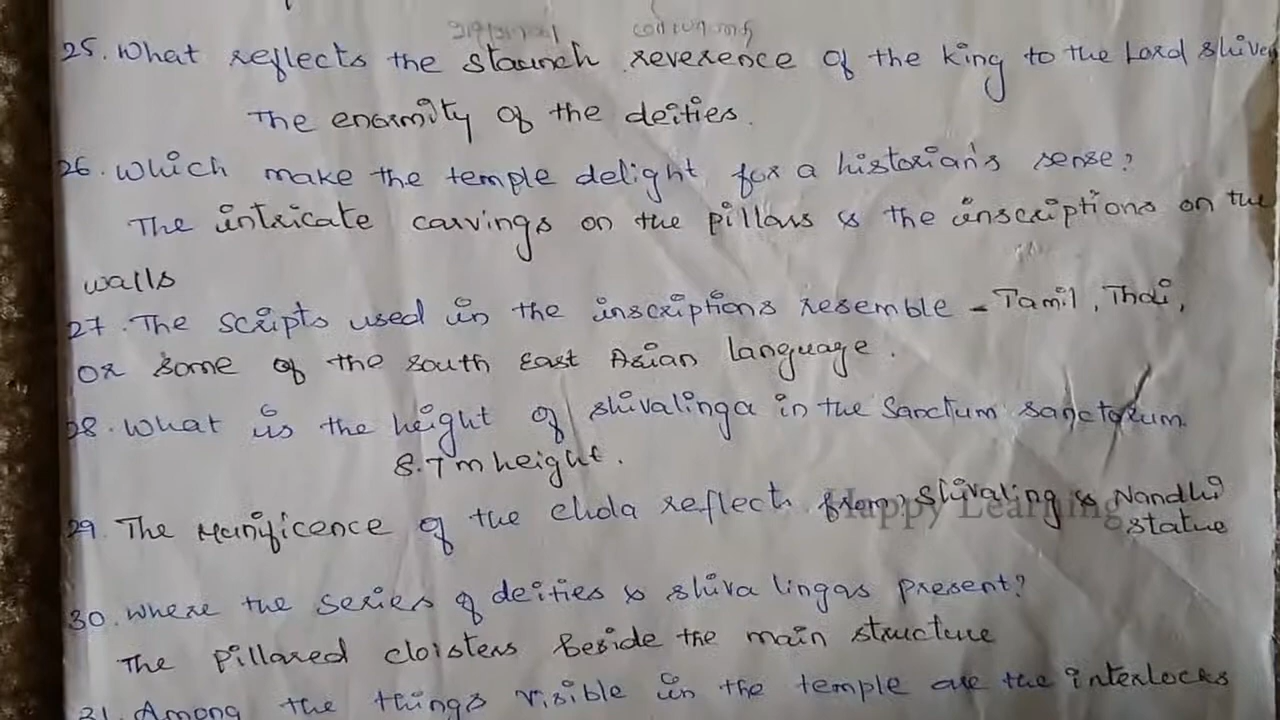 25. What reflects the staunch reverence of the king to the Lord Shiva
The enormity of the deities.
26. Which make the temple delight for a historian's sense?
The intricate carvings on the pillars & the inscriptions on the
walls
27. The scripts used in the inscriptions resemble - Tamil, Thai,
or some of the south East Asian language.
28. What is the height of shivalinga in the Sanctum sanctorum.
8.7m height.
29. The Munificence of the chola reflect from, Shivaling & Nandhi
statue
Happy Learning
30. Where the series of deities & shiva lingas present?
The pillared cloisters Beside the main structure
31. Among the things visible in the temple are the interlocks